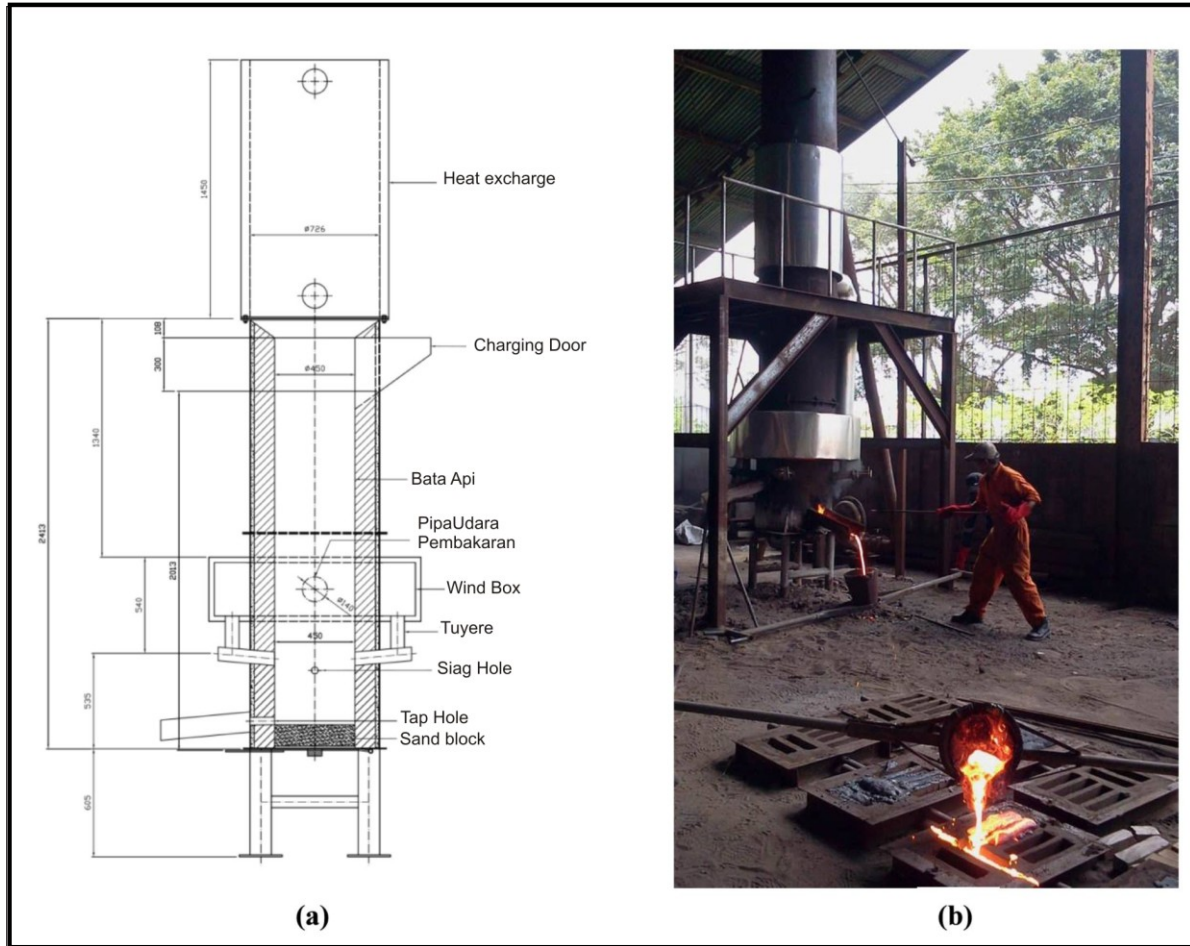 1450
Heat excharge
ø726
108
300
Charging Door
ø450
1340
2413
2013
Bata Api
PipaUdara
Pembakaran
Wind Box
ø140
540
Tuyere
450
Siag Hole
535
Tap Hole
Sand block
605
(a)
(b)